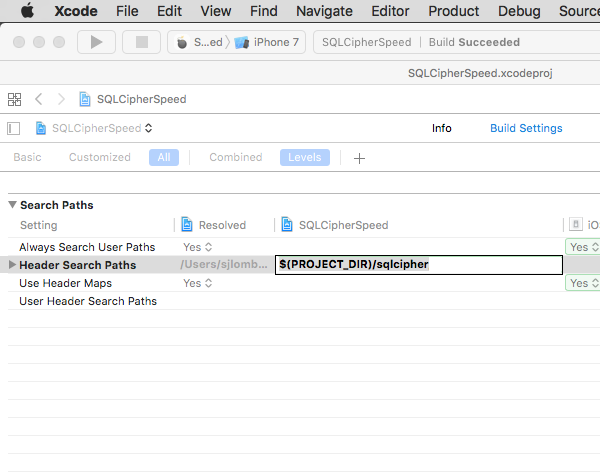 Xcode File Edit View Find Navigate Editor Product Debug Source
S...ed iPhone 7 SQLCipherSpeed | Build Succeeded
SQLCipherSpeed.xcodeproj
SQLCipherSpeed
SQLCipherSpeed Info Build Settings
Basic Customized All Combined Levels +
Search Paths
Setting Resolved SQLCipherSpeed iO
Always Search User Paths Yes Yes
Header Search Paths /Users/sjlomb... $(PROJECT_DIR)/sqlcipher
Use Header Maps Yes Yes
User Header Search Paths